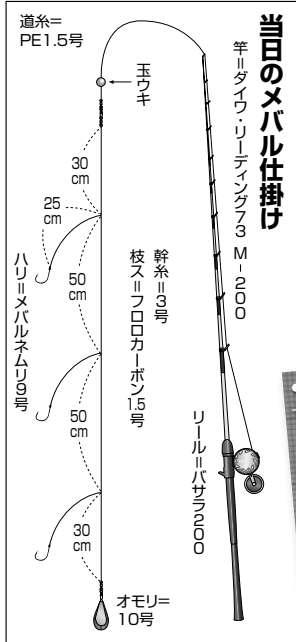 当日のメバル仕掛け
竿=ダイワ・リーディング73 M-200
道糸=
PE1.5号
玉ウキ
30
cm
25
cm
50
cm
幹糸=3号
枝ス=フロロカーボン1.5号
ハリ=メバルネムリ9号
50
cm
リール=バサラ200
30
cm
オモリ=
10号